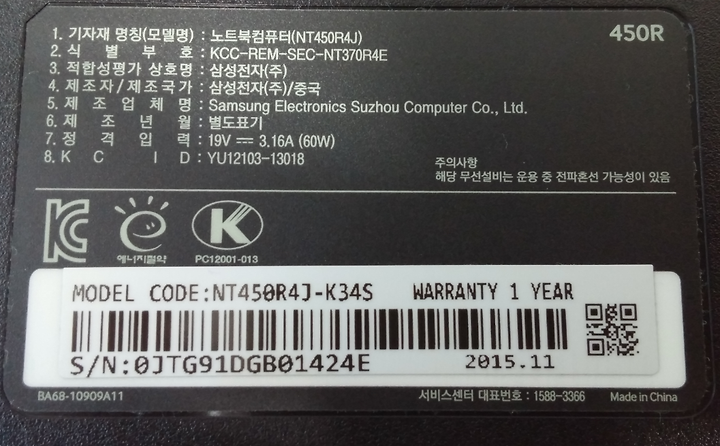 450R
1. 기자재 명칭(모델명) : 노트북컴퓨터(NT450R4J)
2. 식 별 부 호 : KCC-REM-SEC-NT370R4E
3. 적합성평가 상호명 : 삼성전자(주)
4. 제조자/제조국가 : 삼성전자(주)/중국
5. 제 조 업 체 명 : Samsung Electronics Suzhou Computer Co., Ltd.
6. 제 조 년 월 : 별도표기
7. 정 격 입 력 : 19V ⎓ 3.16A (60W)
8. K C I D : YU12103-13018
주의사항
해당 무선설비는 운용 중 전파혼선 가능성이 있음
KC e K
에너지절약 PC12001-013
MODEL CODE:NT450R4J-K34S WARRANTY 1 YEAR
S/N:0JTG91DGB01424E 2015.11
BA68-10909A11 서비스센터 대표번호 : 1588-3366 Made in China